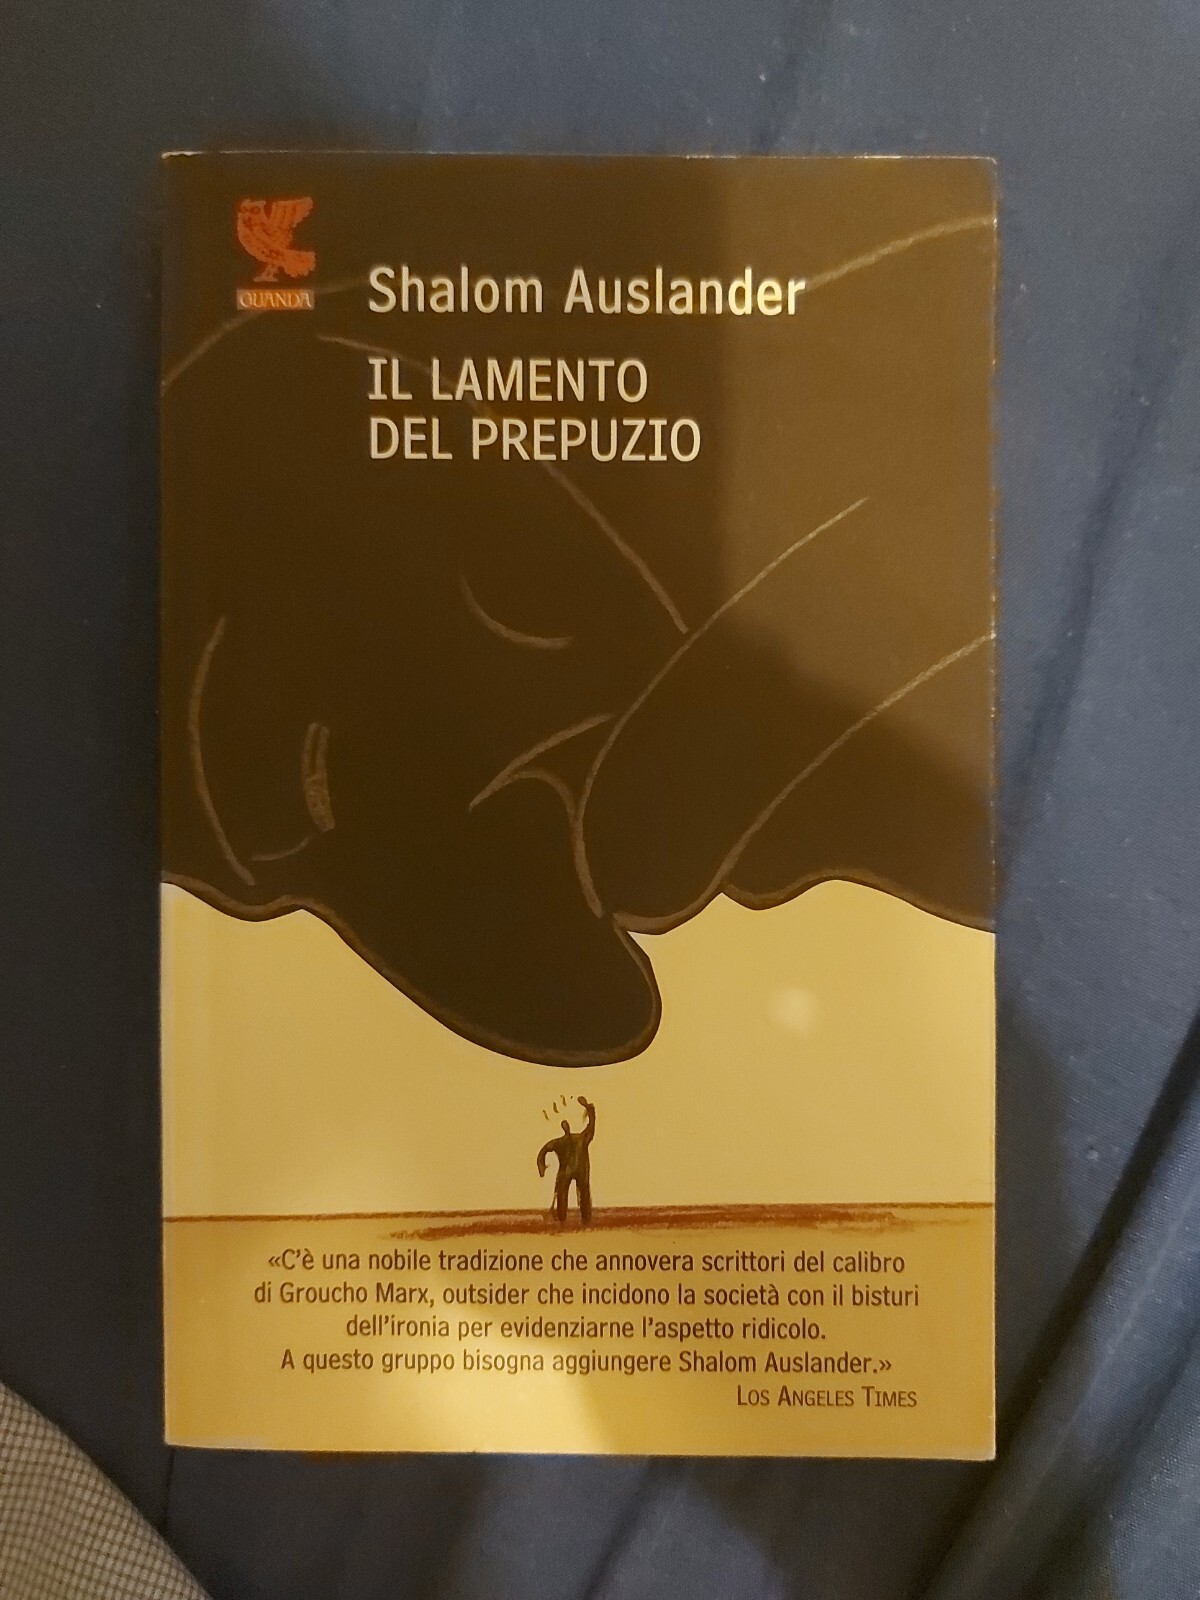 GUANDA
Shalom Auslander
IL LAMENTO
DEL PREPUZIO
«C'è una nobile tradizione che annovera scrittori del calibro
di Groucho Marx, outsider che incidono la società con il bisturi
dell'ironia per evidenziarne l'aspetto ridicolo.
A questo gruppo bisogna aggiungere Shalom Auslander.»
LOS ANGELES TIMES